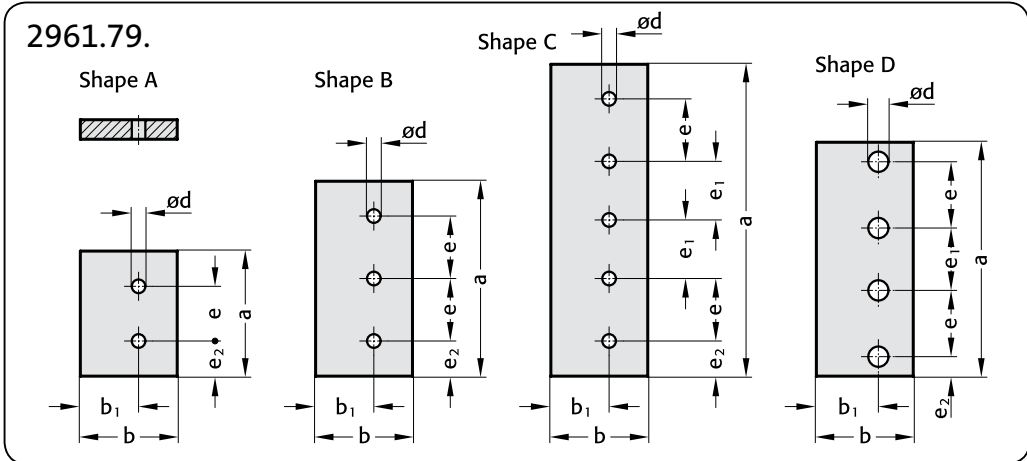 2961.79.
Shape A
ød
e
a
e₂
b₁
b
Shape B
ød
e
e
a
e₂
b₁
b
Shape C
ød
e
e₁
e₁
a
e
e₂
b₁
b
Shape D
ød
e
e₁
a
e
e₂
b₁
b